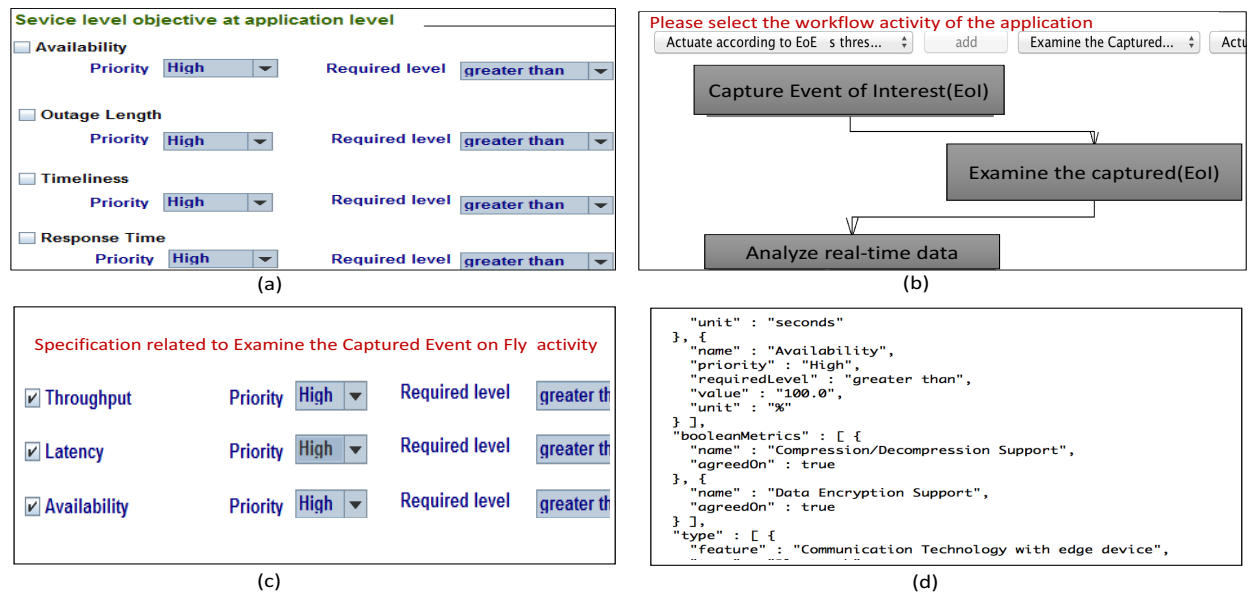 Sevice level objective at application level
Availability
Priority High Required level greater than
Outage Length
Priority High Required level greater than
Timeliness
Priority High Required level greater than
Response Time
Priority High Required level greater than
(a)
Please select the workflow activity of the application
Actuate according to EoE s thres... add Examine the Captured... Actu
Capture Event of Interest(EoI)
Examine the captured(EoI)
Analyze real-time data
(b)
Specification related to Examine the Captured Event on Fly activity
Throughput Priority High Required level greater th
Latency Priority High Required level greater th
Availability Priority High Required level greater th
(c)
"unit" : "seconds"
}, {
"name" : "Availability",
"priority" : "High",
"requiredLevel" : "greater than",
"value" : "100.0",
"unit" : "%"
} ],
"booleanMetrics" : [ {
"name" : "Compression/Decompression Support",
"agreedOn" : true
}, {
"name" : "Data Encryption Support",
"agreedOn" : true
} ],
"type" : [ {
"feature" : "Communication Technology with edge device",
(d)